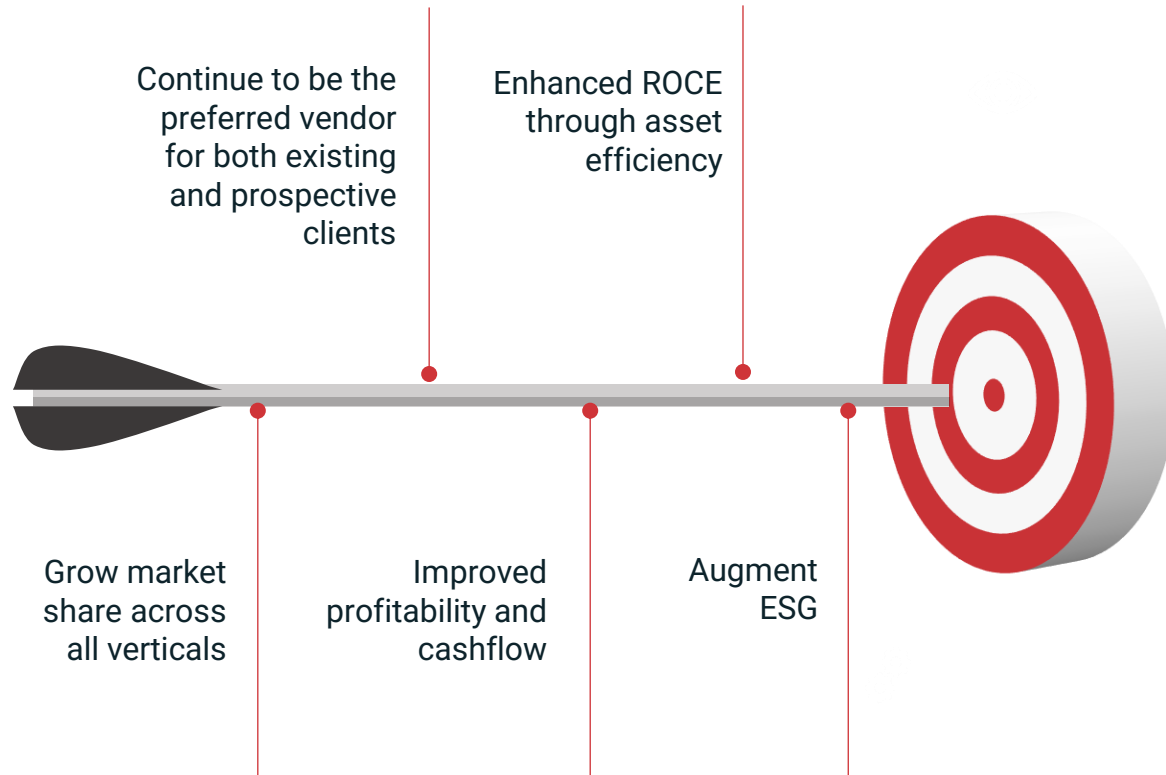 Continue to be the
preferred vendor
for both existing
and prospective
clients
Enhanced ROCE
through asset
efficiency
Grow market
share across
all verticals
Improved
profitability and
cashflow
Augment
ESG